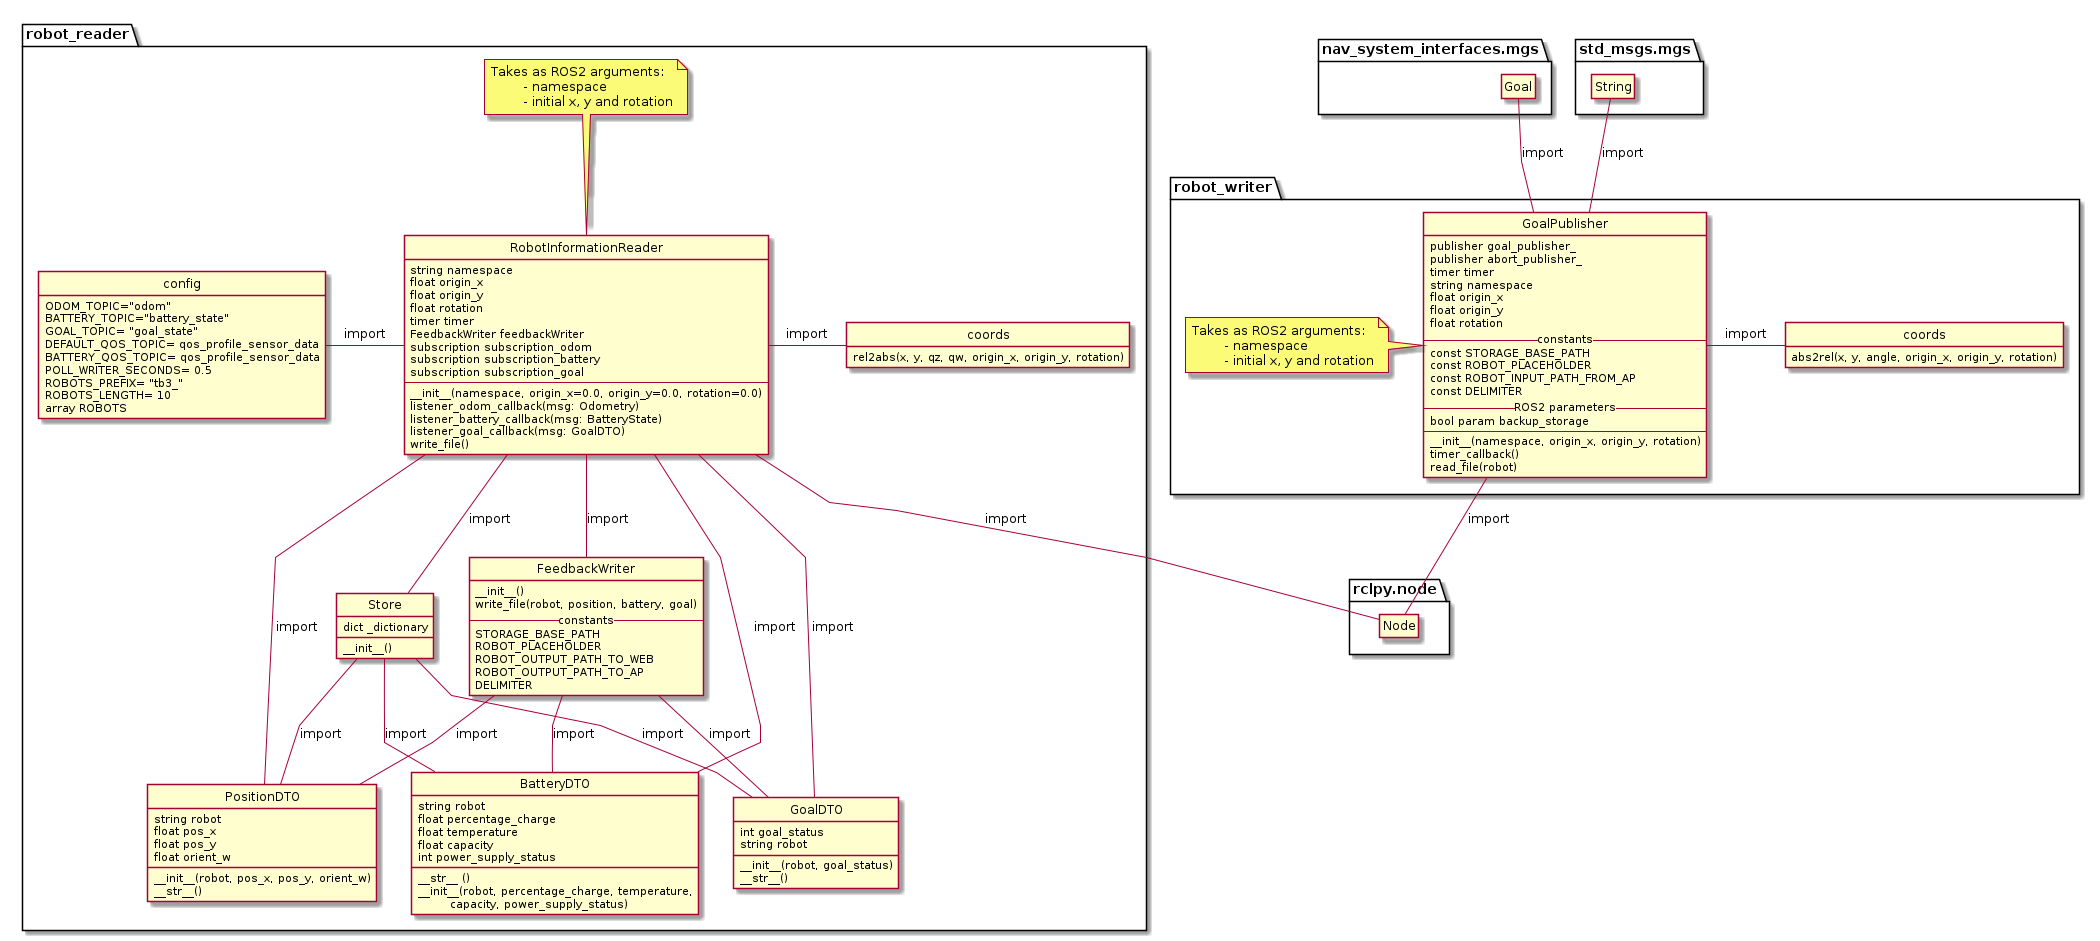 robot_reader
Takes as ROS2 arguments:
- namespace
- initial x, y and rotation
config
ODOM_TOPIC="odom"
BATTERY_TOPIC="battery_state"
GOAL_TOPIC= "goal_state"
DEFAULT_QOS_TOPIC= qos_profile_sensor_data
BATTERY_QOS_TOPIC= qos_profile_sensor_data
POLL_WRITER_SECONDS= 0.5
ROBOTS_PREFIX= "tb3_"
ROBOTS_LENGTH= 10
array ROBOTS
import
RobotInformationReader
string namespace
float origin_x
float origin_y
float rotation
timer timer
FeedbackWriter feedbackWriter
subscription subscription_odom
subscription subscription_battery
subscription subscription_goal
__init__(namespace, origin_x=0.0, origin_y=0.0, rotation=0.0)
listener_odom_callback(msg: Odometry)
listener_battery_callback(msg: BatteryState)
listener_goal_callback(msg: GoalDTO)
write_file()
import
coords
rel2abs(x, y, qz, qw, origin_x, origin_y, rotation)
import
import
import
Store
dict _dictionary
__init__()
FeedbackWriter
__init__()
write_file(robot, position, battery, goal)
constants
STORAGE_BASE_PATH
ROBOT_PLACEHOLDER
ROBOT_OUTPUT_PATH_TO_WEB
ROBOT_OUTPUT_PATH_TO_AP
DELIMITER
import
import
import
import
import
import
import
import
import
PositionDTO
string robot
float pos_x
float pos_y
float orient_w
__init__(robot, pos_x, pos_y, orient_w)
__str__()
BatteryDTO
string robot
float percentage_charge
float temperature
float capacity
int power_supply_status
__str__ ()
__init__(robot, percentage_charge, temperature,
capacity, power_supply_status)
GoalDTO
int goal_status
string robot
__init__(robot, goal_status)
__str__()
nav_system_interfaces.mgs
Goal
std_msgs.mgs
String
import
import
robot_writer
Takes as ROS2 arguments:
- namespace
- initial x, y and rotation
GoalPublisher
publisher goal_publisher_
publisher abort_publisher_
timer timer
string namespace
float origin_x
float origin_y
float rotation
constants
const STORAGE_BASE_PATH
const ROBOT_PLACEHOLDER
const ROBOT_INPUT_PATH_FROM_AP
const DELIMITER
ROS2 parameters
bool param backup_storage
__init__(namespace, origin_x, origin_y, rotation)
timer_callback()
read_file(robot)
import
coords
abs2rel(x, y, angle, origin_x, origin_y, rotation)
import
rclpy.node
Node